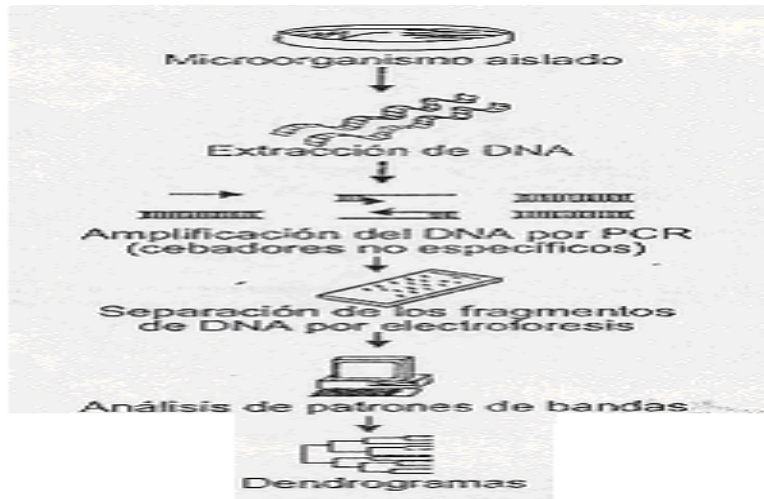 Microorganismo aislado
Extracción de DNA
Amplificación del DNA por PCR
(cebadores no específicos)
Separación de los fragmentos
de DNA por electroforesis
Análisis de patrones de bandas
Dendrogramas